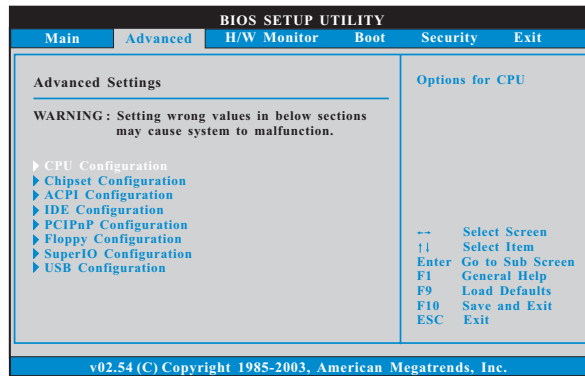 BIOS SETUP UTILITY
Main Advanced H/W Monitor Boot Security Exit
Advanced Settings
WARNING : Setting wrong values in below sections
may cause system to malfunction.
CPU Configuration
Chipset Configuration
ACPI Configuration
IDE Configuration
PCIPnP Configuration
Floppy Configuration
SuperIO Configuration
USB Configuration
Options for CPU
↔ Select Screen
↑↓ Select Item
Enter Go to Sub Screen
F1 General Help
F9 Load Defaults
F10 Save and Exit
ESC Exit
v02.54 (C) Copyright 1985-2003, American Megatrends, Inc.